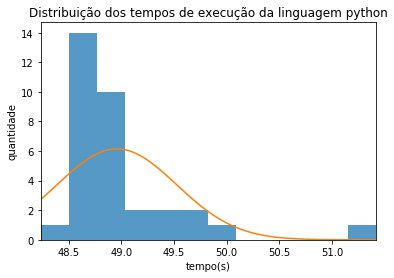 Distribuição dos tempos de execução da linguagem python
quantidade
14
12
10
8
6
4
2
0
48.5 49.0 49.5 50.0 50.5 51.0
tempo(s)